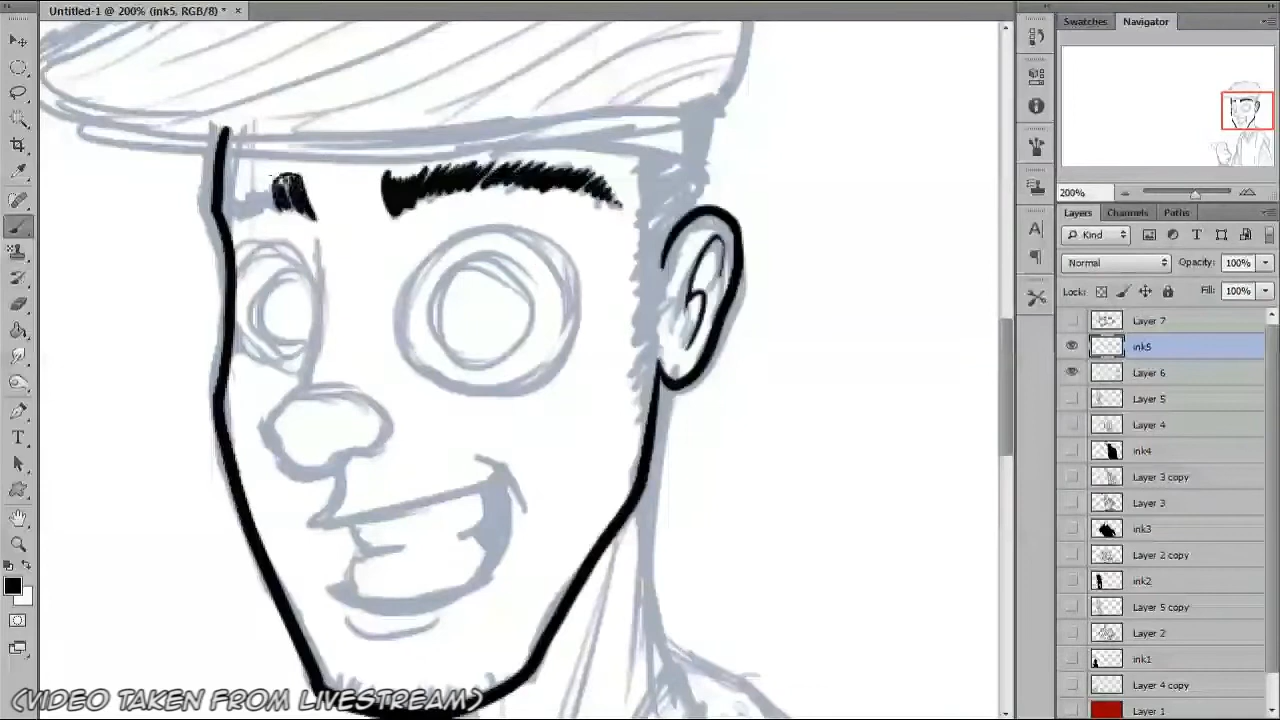 Untitled-1 @ 200% (ink5, RGB/8) * ×
Swatches Navigator
200%
Layers Channels Paths
Kind
Normal Opacity: 100%
Lock: Fill: 100%
Layer 7
ink5
Layer 6
Layer 5
Layer 4
ink4
Layer 3 copy
Layer 3
ink3
Layer 2 copy
ink2
Layer 5 copy
Layer 2
ink1
Layer 4 copy
Layer 1
(VIDEO TAKEN FROM LIVESTREAM)